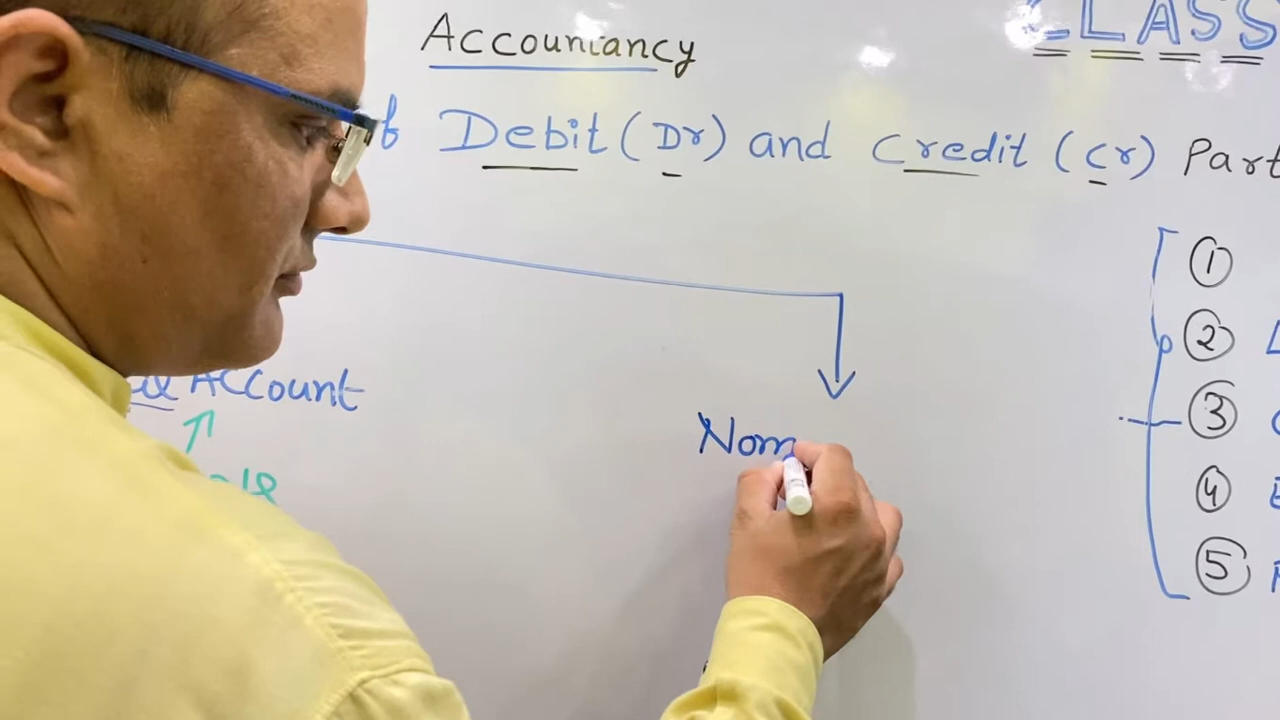 CLASS
Accountancy
Debit (Dr) and Credit (Cr) Part
1
2
3
4
5
Account
Nom